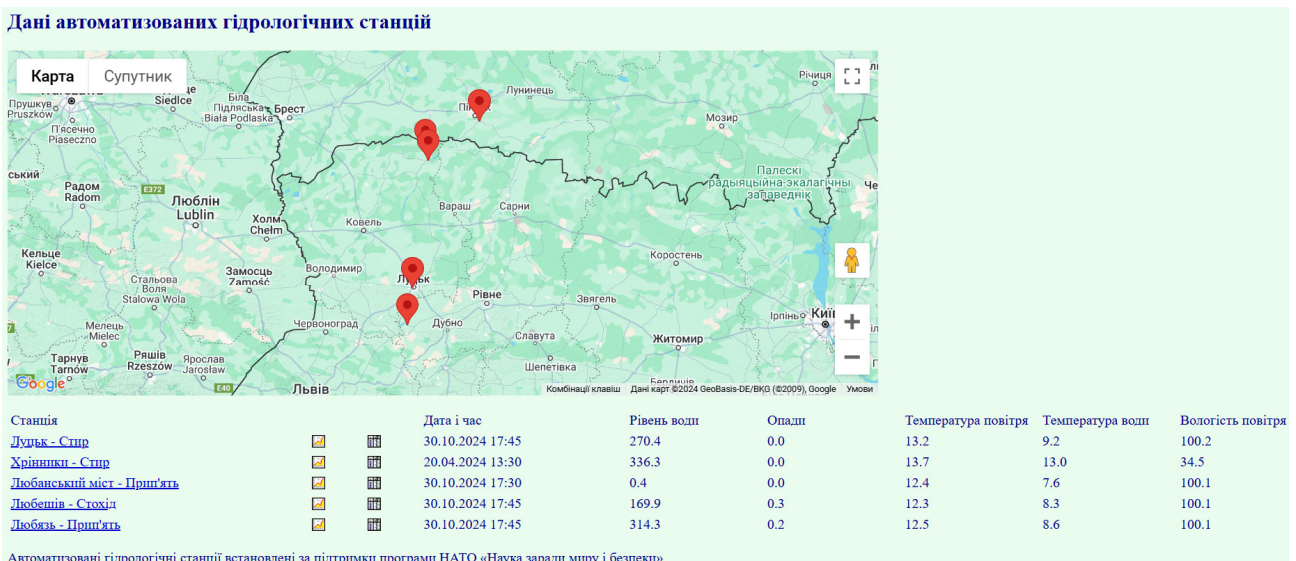 Дані автоматизованих гідрологічних станцій
Карта Супутник
Річиця
Siedlce Біла Підляська Biała Podlaska Брест
Лунинець
Прушкув Pruszków
Мозир
П'ясечно Piaseczno
ський
Палескі радыяцыйна-экалагічны запаведнік
Радом Radom
E372
Люблін Lublin
Холм Chełm
Вараш Сарни
Ковель
Кельце Kielce
Коростень
Стальова Воля Stalowa Wola
Замосць Zamość
Володимир
Рівне
Звягель
Ірпінь
Мелець Mielec
Червоноград
Дубно
Славута
Житомир
Тарнув Tarnów
Ряшів Rzeszów
Ярослав Jarosław
Шепетівка
Google
E40
Львів
Комбінації клавіш Дані карт ©2024 GeoBasis-DE/BKG (©2009), Google Умови
Станція Дата і час Рівень води Опади Температура повітря Температура води Вологість повітря
Луцьк - Стир 30.10.2024 17:45 270.4 0.0 13.2 9.2 100.2
Хрінники - Стир 20.04.2024 13:30 336.3 0.0 13.7 13.0 34.5
Любанський міст - Прип'ять 30.10.2024 17:30 0.4 0.0 12.4 7.6 100.1
Любешів - Стохід 30.10.2024 17:45 169.9 0.3 12.3 8.3 100.1
Любязь - Прип'ять 30.10.2024 17:45 314.3 0.2 12.5 8.6 100.1
Автоматизовані гідрологічні станції встановлені за підтримки програми НАТО «Наука заради миру і безпеки»